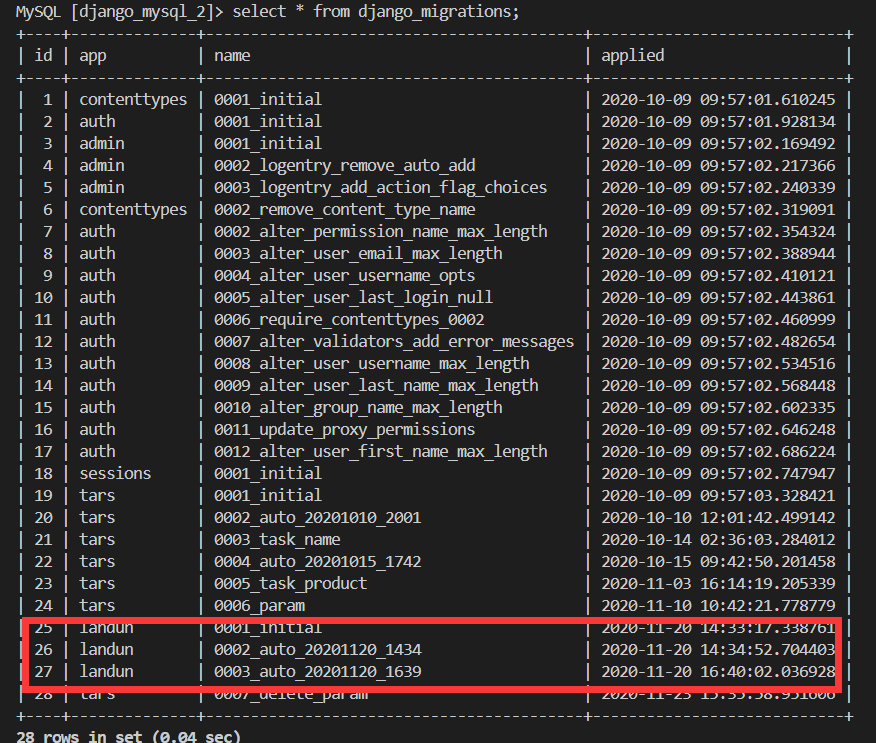 MySQL [django_mysql_2]> select * from django_migrations;
+----+--------------+------------------------------------------+----------------------------+
| id | app | name | applied |
+----+--------------+------------------------------------------+----------------------------+
| 1 | contenttypes | 0001_initial | 2020-10-09 09:57:01.610245 |
| 2 | auth | 0001_initial | 2020-10-09 09:57:01.928134 |
| 3 | admin | 0001_initial | 2020-10-09 09:57:02.169492 |
| 4 | admin | 0002_logentry_remove_auto_add | 2020-10-09 09:57:02.217366 |
| 5 | admin | 0003_logentry_add_action_flag_choices | 2020-10-09 09:57:02.240339 |
| 6 | contenttypes | 0002_remove_content_type_name | 2020-10-09 09:57:02.319091 |
| 7 | auth | 0002_alter_permission_name_max_length | 2020-10-09 09:57:02.354324 |
| 8 | auth | 0003_alter_user_email_max_length | 2020-10-09 09:57:02.388944 |
| 9 | auth | 0004_alter_user_username_opts | 2020-10-09 09:57:02.410121 |
| 10 | auth | 0005_alter_user_last_login_null | 2020-10-09 09:57:02.443861 |
| 11 | auth | 0006_require_contenttypes_0002 | 2020-10-09 09:57:02.460999 |
| 12 | auth | 0007_alter_validators_add_error_messages | 2020-10-09 09:57:02.482654 |
| 13 | auth | 0008_alter_user_username_max_length | 2020-10-09 09:57:02.534516 |
| 14 | auth | 0009_alter_user_last_name_max_length | 2020-10-09 09:57:02.568448 |
| 15 | auth | 0010_alter_group_name_max_length | 2020-10-09 09:57:02.602335 |
| 16 | auth | 0011_update_proxy_permissions | 2020-10-09 09:57:02.646248 |
| 17 | auth | 0012_alter_user_first_name_max_length | 2020-10-09 09:57:02.686224 |
| 18 | sessions | 0001_initial | 2020-10-09 09:57:02.747947 |
| 19 | tars | 0001_initial | 2020-10-09 09:57:03.328421 |
| 20 | tars | 0002_auto_20201010_2001 | 2020-10-10 12:01:42.499142 |
| 21 | tars | 0003_task_name | 2020-10-14 02:36:03.284012 |
| 22 | tars | 0004_auto_20201015_1742 | 2020-10-15 09:42:50.201458 |
| 23 | tars | 0005_task_product | 2020-11-03 16:14:19.205339 |
| 24 | tars | 0006_param | 2020-11-10 10:42:21.778779 |
| 25 | landun | 0001_initial | 2020-11-20 14:33:17.338761 |
| 26 | landun | 0002_auto_20201120_1434 | 2020-11-20 14:34:52.704403 |
| 27 | landun | 0003_auto_20201120_1639 | 2020-11-20 16:40:02.036928 |
| 28 | tars | 0007_delete_param | 2020-11-23 15:35:58.951606 |
+----+--------------+------------------------------------------+----------------------------+
28 rows in set (0.04 sec)